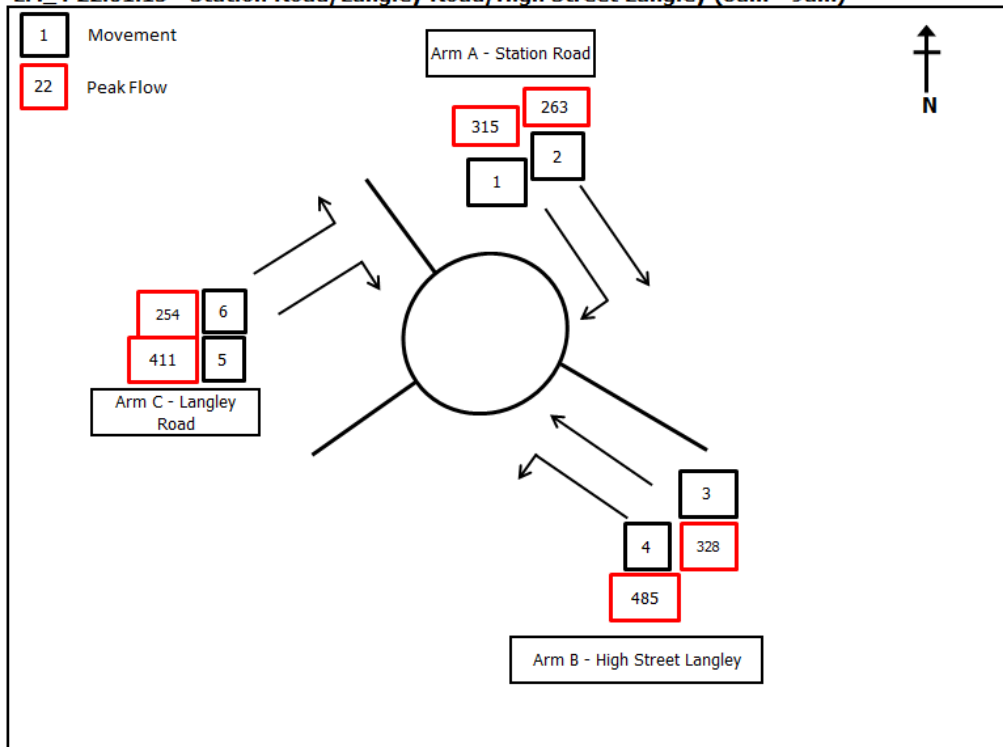 1 Movement
22 Peak Flow
Arm A - Station Road
N
263
315
2
1
254 6
411 5
Arm C - Langley
Road
3
4 328
485
Arm B - High Street Langley